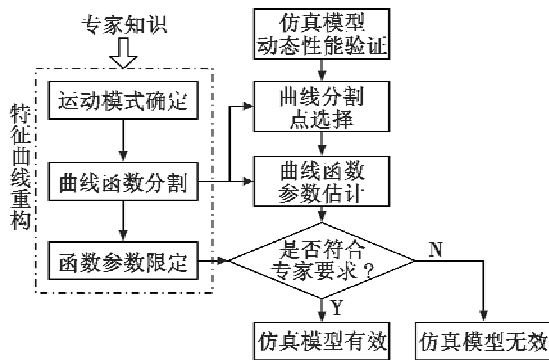 专家知识
特征曲线重构
运动模式确定
曲线函数分割
函数参数限定
仿真模型
动态性能验证
曲线分割
点选择
曲线函数
参数估计
是否符合
专家要求？
N
Y
仿真模型有效
仿真模型无效